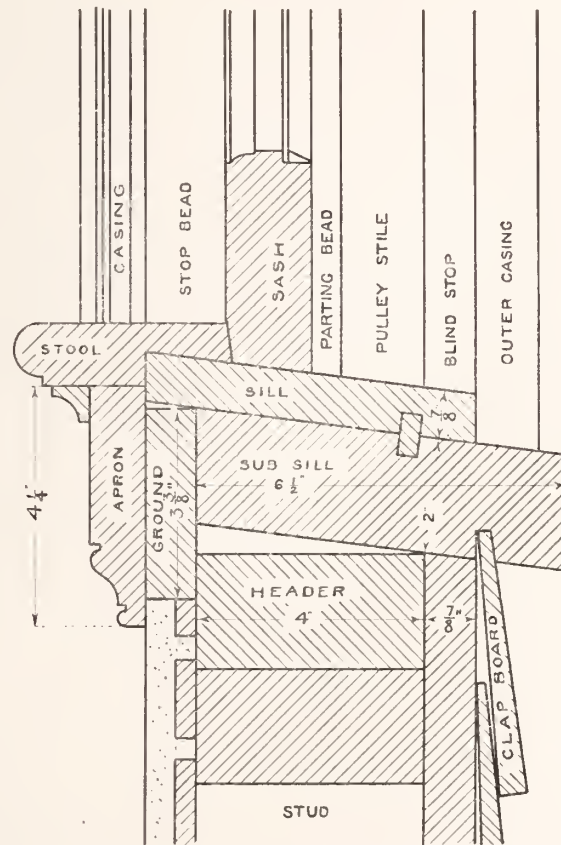 CASING
STOP BEAD
SASH
PARTING BEAD
PULLEY STILE
BLIND STOP
OUTER CASING
STOOL
SILL
7/8
4 1/4"
APRON
GROUND
3 3/8"
SUB SILL
6 1/2"
2"
HEADER
4"
7/8"
CLAP BOARD
STUD